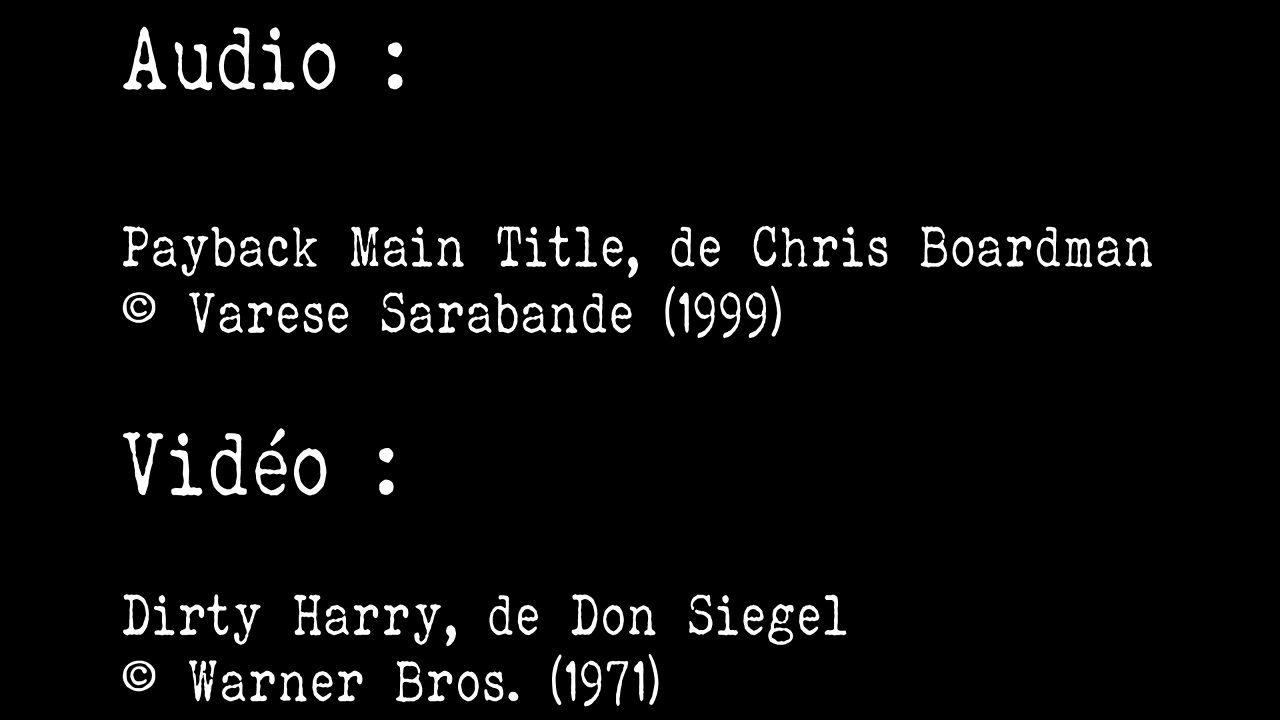 Audio :
Payback Main Title, de Chris Boardman
© Varese Sarabande (1999)
Vidéo :
Dirty Harry, de Don Siegel
© Warner Bros. (1971)